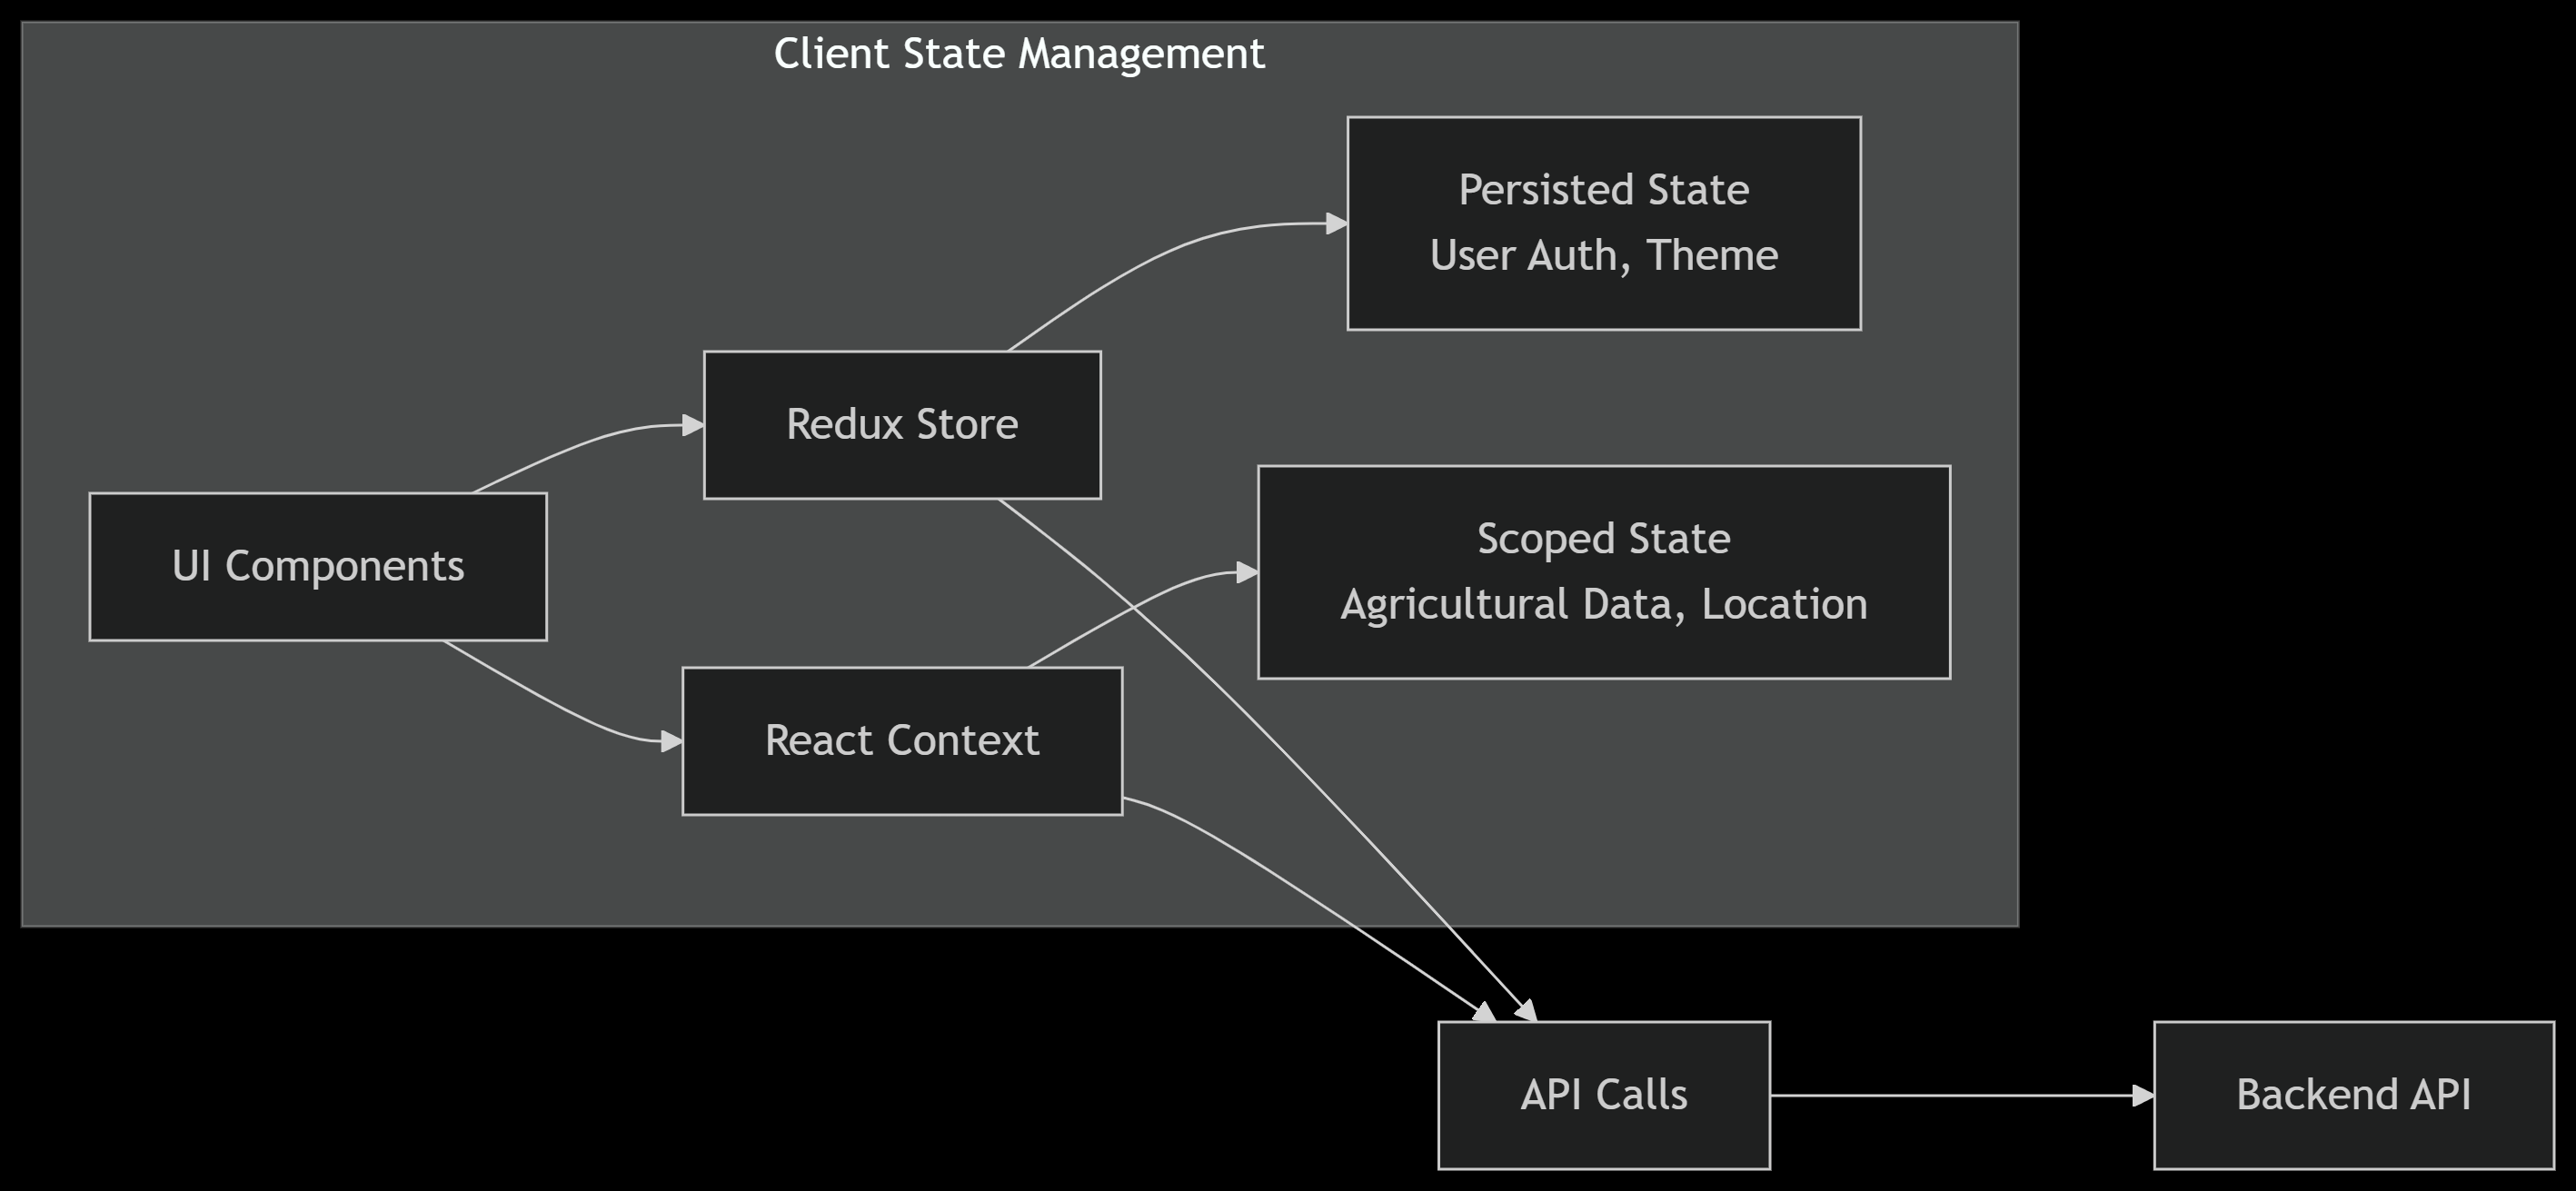 Client State Management
Persisted State
User Auth, Theme
Redux Store
Scoped State
Agricultural Data, Location
UI Components
React Context
API Calls
Backend API